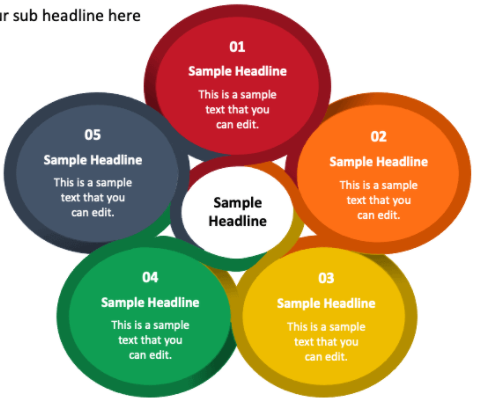 sub headline here
01
Sample Headline
This is a sample
text that you
can edit.
02
Sample Headline
This is a sample
text that you
can edit.
03
Sample Headline
This is a sample
text that you
can edit.
04
Sample Headline
This is a sample
text that you
can edit.
05
Sample Headline
This is a sample
text that you
can edit.
Sample
Headline